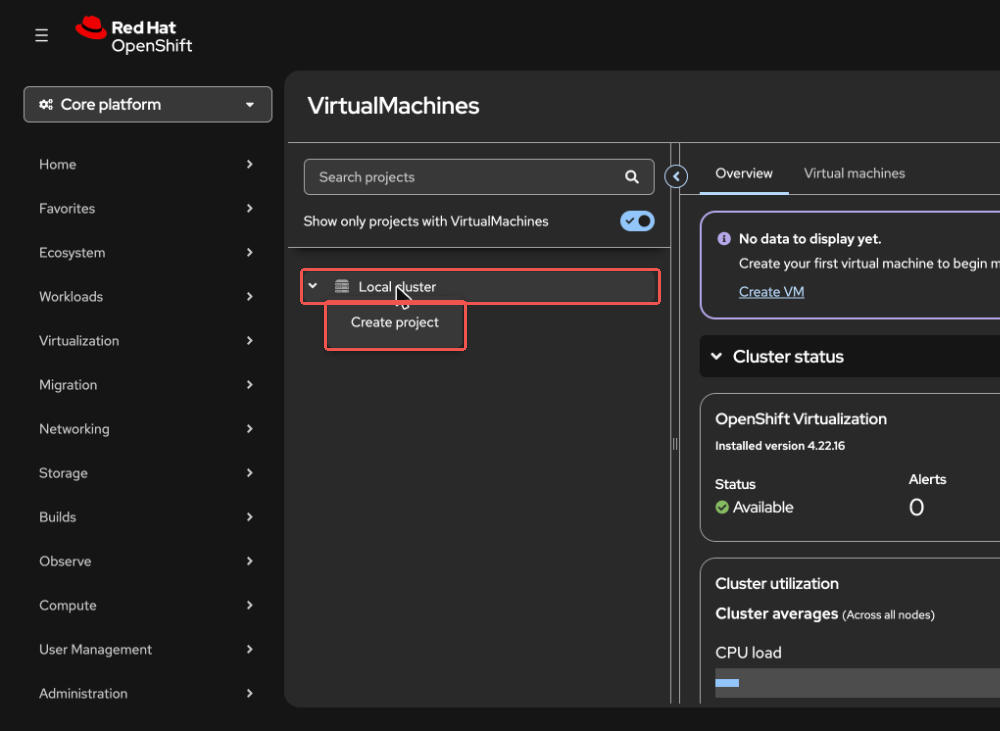 Red Hat
OpenShift
Core platform
Home
Favorites
Ecosystem
Workloads
Virtualization
Migration
Networking
Storage
Builds
Observe
Compute
User Management
Administration
VirtualMachines
Search projects
Show only projects with VirtualMachines
Local cluster
Create project
Overview
Virtual machines
No data to display yet.
Create your first virtual machine to begin m
Create VM
Cluster status
OpenShift Virtualization
Installed version 4.22.16
Status
Alerts
Available
0
Cluster utilization
Cluster averages (Across all nodes)
CPU load